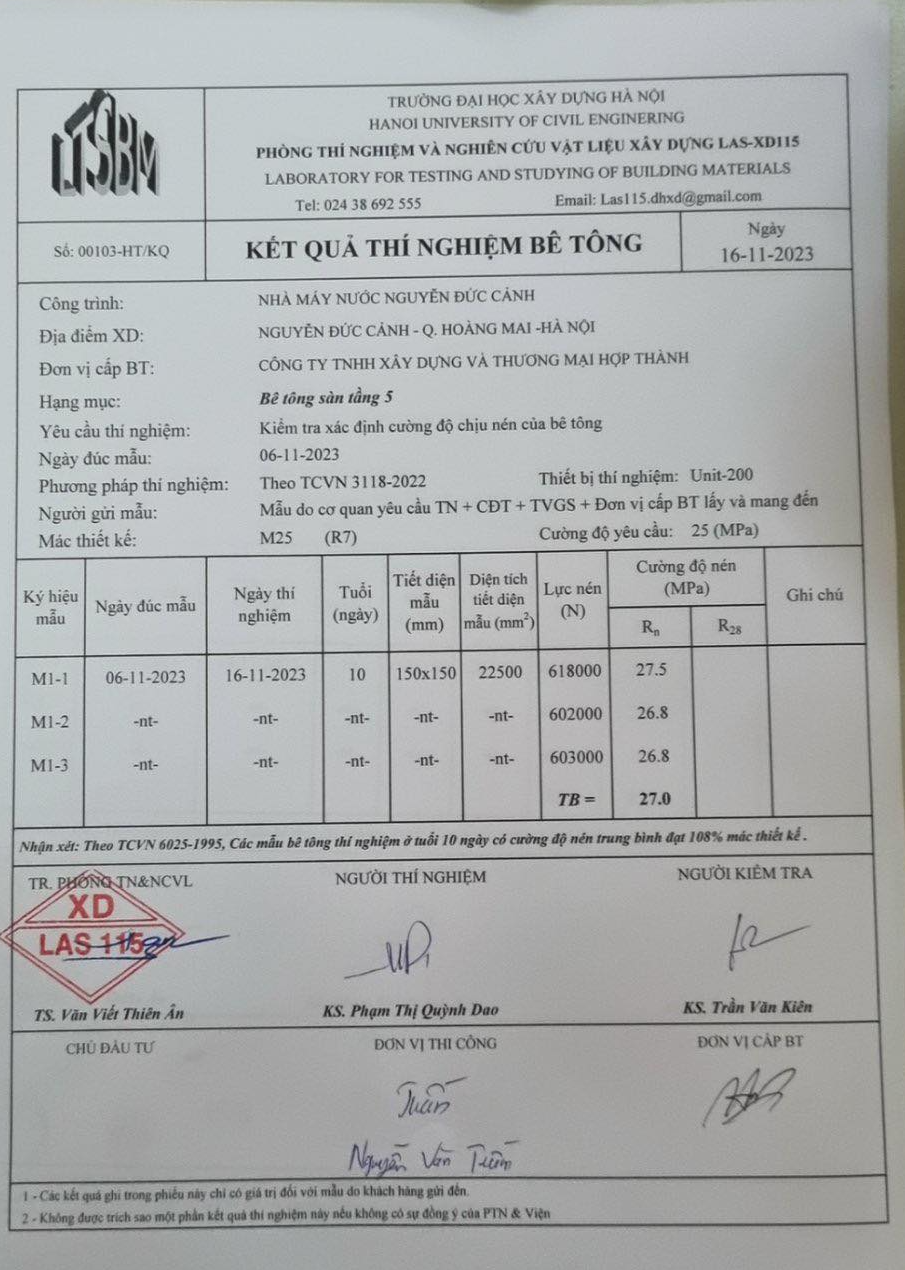 LTSBM
TRƯỜNG ĐẠI HỌC XÂY DỰNG HÀ NỘI
HANOI UNIVERSITY OF CIVIL ENGINERING
PHÒNG THÍ NGHIỆM VÀ NGHIÊN CỨU VẬT LIỆU XÂY DỰNG LAS-XD115
LABORATORY FOR TESTING AND STUDYING OF BUILDING MATERIALS
Tel: 024 38 692 555 Email: Las115.dhxd@gmail.com
Số: 00103-HT/KQ
KẾT QUẢ THÍ NGHIỆM BÊ TÔNG
Ngày
16-11-2023
Công trình: NHÀ MÁY NƯỚC NGUYỄN ĐỨC CẢNH
Địa điểm XD: NGUYỄN ĐỨC CẢNH - Q. HOÀNG MAI -HÀ NỘI
Đơn vị cấp BT: CÔNG TY TNHH XÂY DỰNG VÀ THƯƠNG MẠI HỢP THÀNH
Hạng mục: Bê tông sàn tầng 5
Yêu cầu thí nghiệm: Kiểm tra xác định cường độ chịu nén của bê tông
Ngày đúc mẫu: 06-11-2023
Phương pháp thí nghiệm: Theo TCVN 3118-2022 Thiết bị thí nghiệm: Unit-200
Người gửi mẫu: Mẫu do cơ quan yêu cầu TN + CĐT + TVGS + Đơn vị cấp BT lấy và mang đến
Mác thiết kế: M25 (R7) Cường độ yêu cầu: 25 (MPa)
Ký hiệu mẫu Ngày đúc mẫu Ngày thí nghiệm Tuổi (ngày) Tiết diện mẫu (mm) Diện tích tiết diện mẫu (mm²) Lực nén (N) Cường độ nén (MPa) Ghi chú
Rn R28
M1-1 06-11-2023 16-11-2023 10 150x150 22500 618000 27.5
M1-2 -nt- -nt- -nt- -nt- -nt- 602000 26.8
M1-3 -nt- -nt- -nt- -nt- -nt- 603000 26.8
TB = 27.0
Nhận xét: Theo TCVN 6025-1995, Các mẫu bê tông thí nghiệm ở tuổi 10 ngày có cường độ nén trung bình đạt 108% mác thiết kế .
TR. PHÒNG TN&NCVL NGƯỜI THÍ NGHIỆM NGƯỜI KIỂM TRA
XD
LAS 115
TS. Văn Viết Thiên Ân KS. Phạm Thị Quỳnh Dao KS. Trần Văn Kiên
CHỦ ĐẦU TƯ ĐƠN VỊ THI CÔNG ĐƠN VỊ CẤP BT
Tuấn
Nguyễn Văn Tuấn
1 - Các kết quả ghi trong phiếu này chỉ có giá trị đối với mẫu do khách hàng gửi đến.
2 - Không được trích sao một phần kết quả thí nghiệm này nếu không có sự đồng ý của PTN & Viện